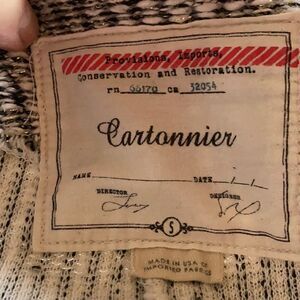 Provisions, Imports,
Conservation and Restoration.
rn 66170 ca 32054
Cartonnier
NAME DATE
DIRECTOR DESIGNER
S
MADE IN USA OF
IMPORTED FABRICS